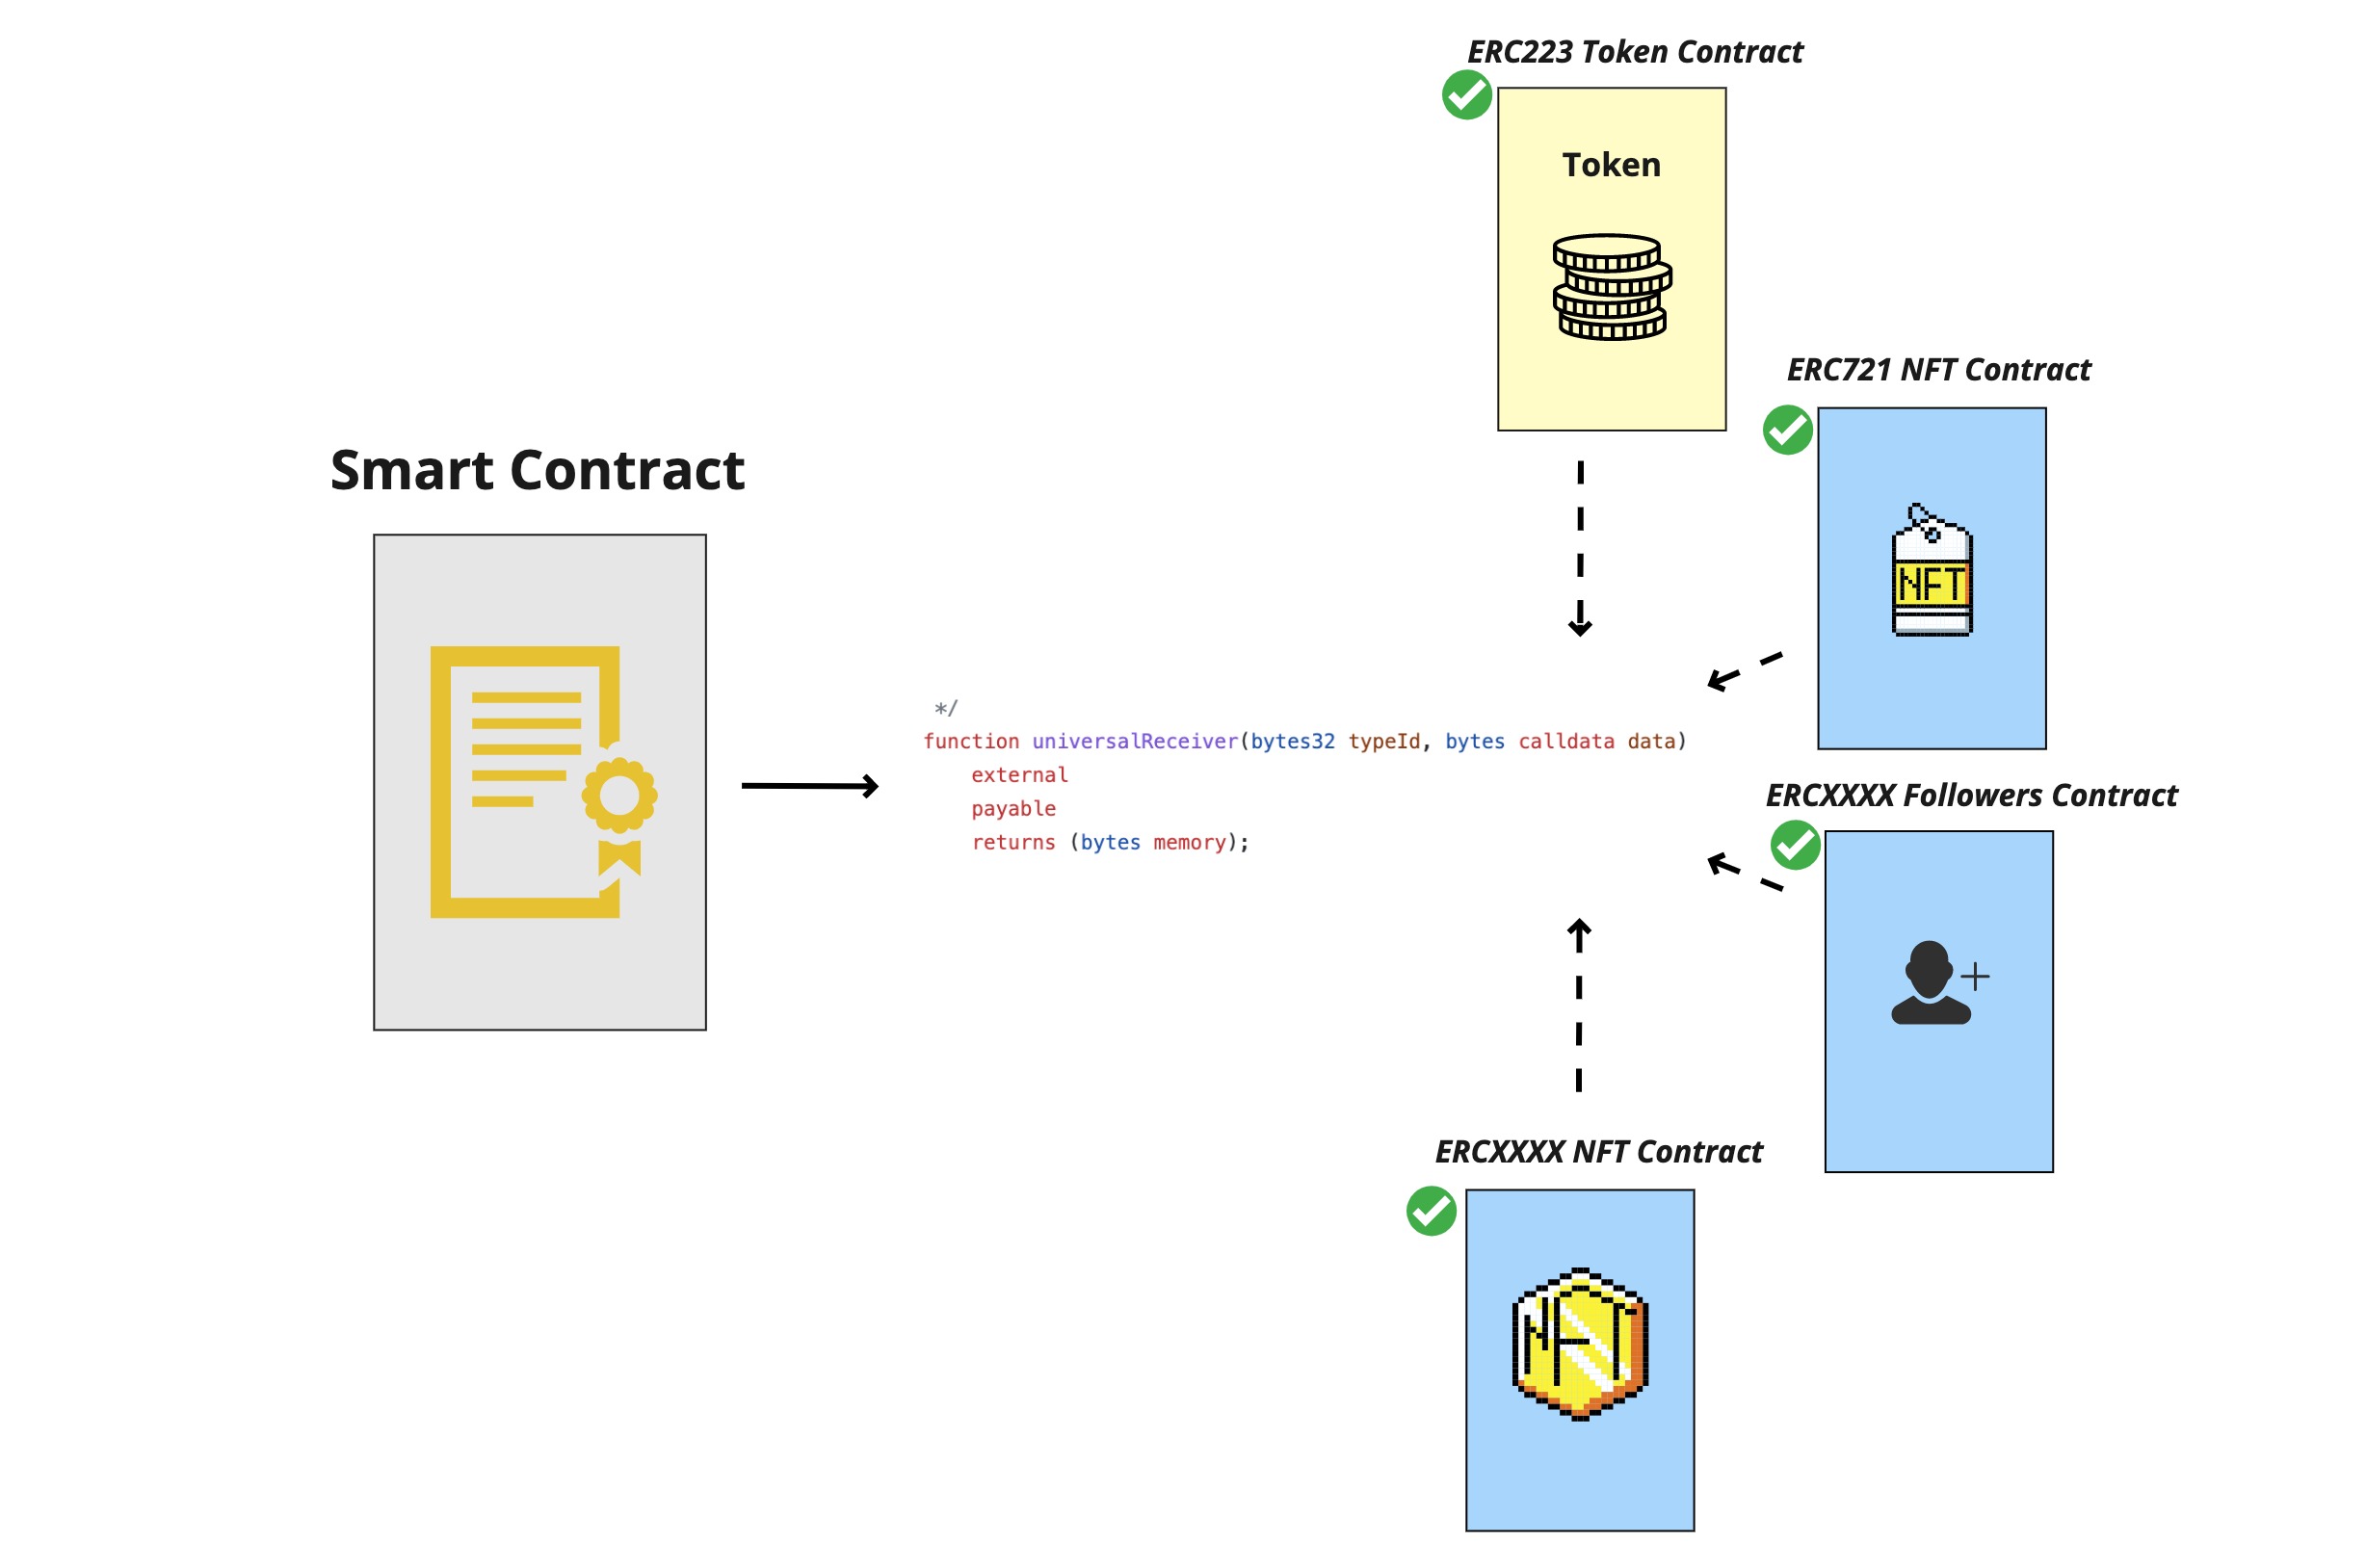 ERC223 Token Contract
Token
ERC721 NFT Contract
NFT
Smart Contract
*/
function universalReceiver(bytes32 typeId, bytes calldata data)
external
payable
returns (bytes memory);
ERCXXXX Followers Contract
ERCXXXX NFT Contract
NFT